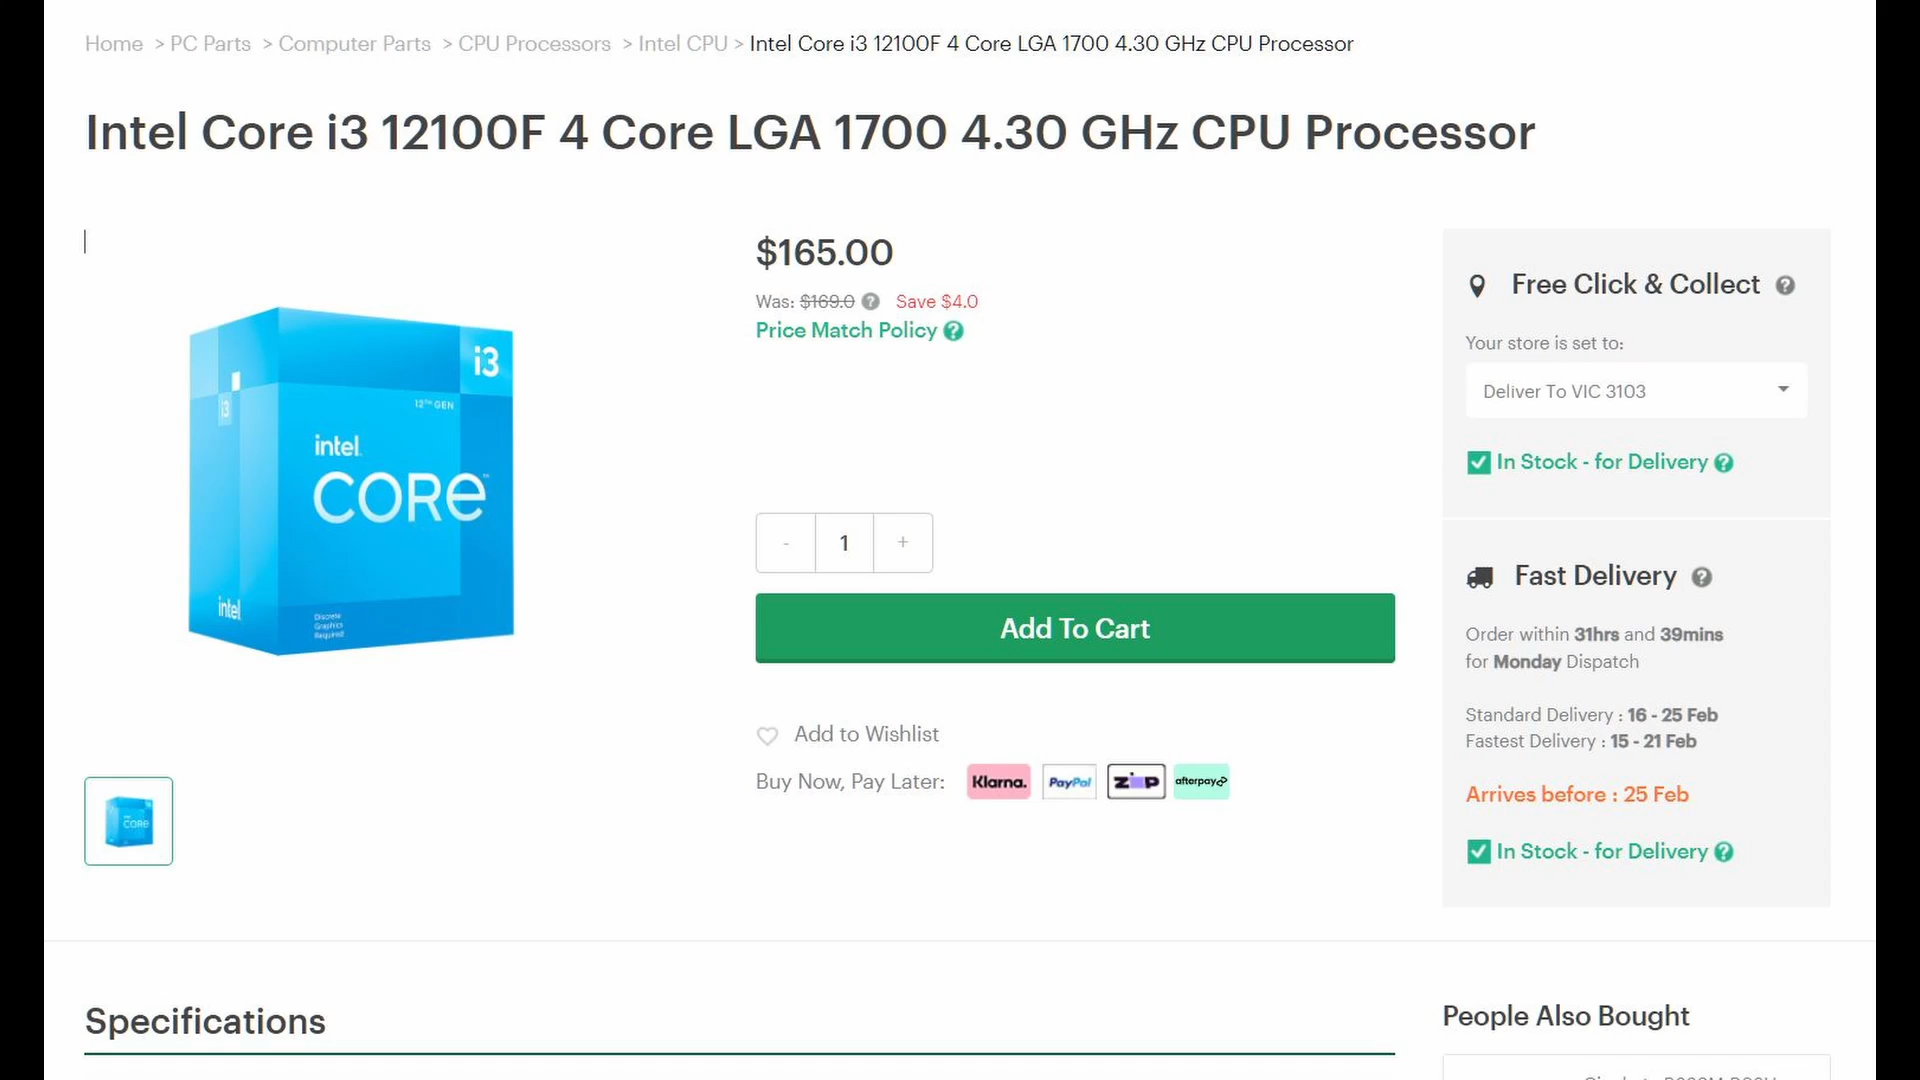 Home > PC Parts > Computer Parts > CPU Processors > Intel CPU > Intel Core i3 12100F 4 Core LGA 1700 4.30 GHz CPU Processor
Intel Core i3 12100F 4 Core LGA 1700 4.30 GHz CPU Processor
i3
12TH GEN
i3
intel.
CORE™
intel.
Discrete
Graphics
Required
CORE
$165.00
Was: $169.0 ? Save $4.0
Price Match Policy ?
- 1 +
Add To Cart
Add to Wishlist
Buy Now, Pay Later: Klarna. PayPal ZIP afterpay
Free Click & Collect ?
Your store is set to:
Deliver To VIC 3103
In Stock - for Delivery ?
Fast Delivery ?
Order within 31hrs and 39mins
for Monday Dispatch
Standard Delivery : 16 - 25 Feb
Fastest Delivery : 15 - 21 Feb
Arrives before : 25 Feb
In Stock - for Delivery ?
Specifications
People Also Bought